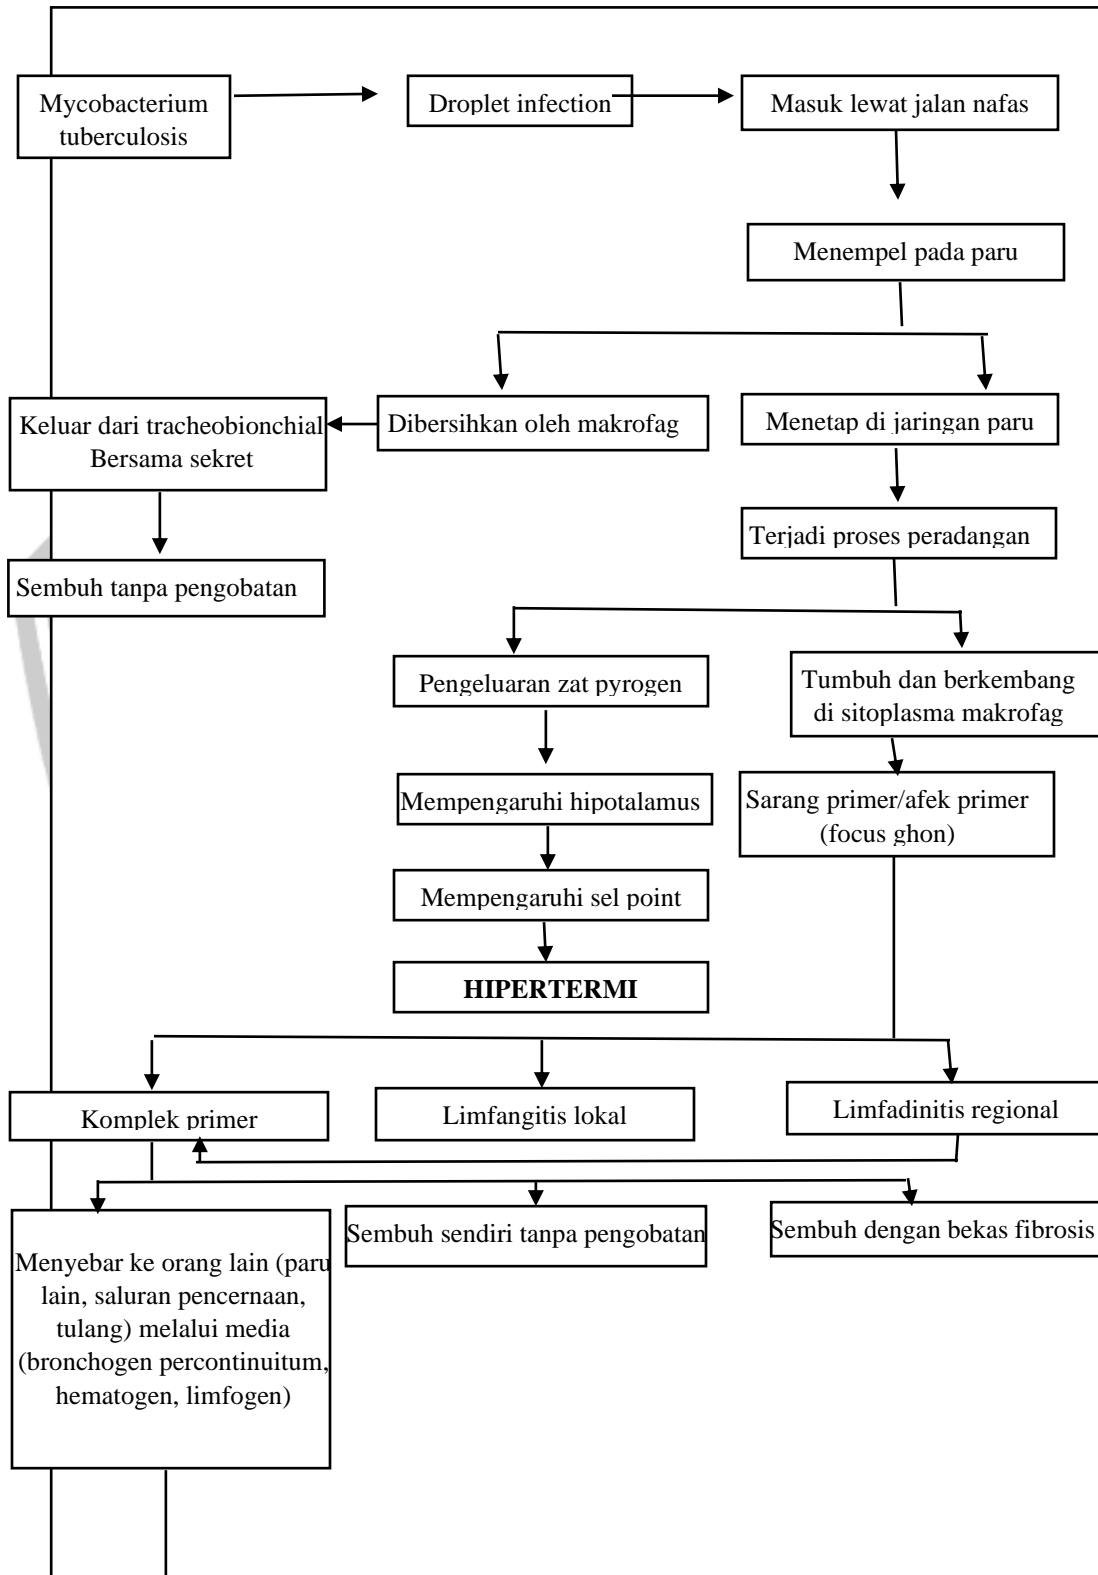 Mycobacterium
tuberculosis
Droplet infection
Masuk lewat jalan nafas
Menempel pada paru
Keluar dari tracheobionchial
Bersama sekret
Dibersihkan oleh makrofag
Menetap di jaringan paru
Terjadi proses peradangan
Sembuh tanpa pengobatan
Pengeluaran zat pyrogen
Tumbuh dan berkembang
di sitoplasma makrofag
Mempengaruhi hipotalamus
Sarang primer/afek primer
(focus ghon)
Mempengaruhi sel point
HIPERTERMI
Komplek primer
Limfangitis lokal
Limfadinitis regional
Menyebar ke orang lain (paru
lain, saluran pencernaan,
tulang) melalui media
(bronchogen percontinuitum,
hematogen, limfogen)
Sembuh sendiri tanpa pengobatan
Sembuh dengan bekas fibrosis